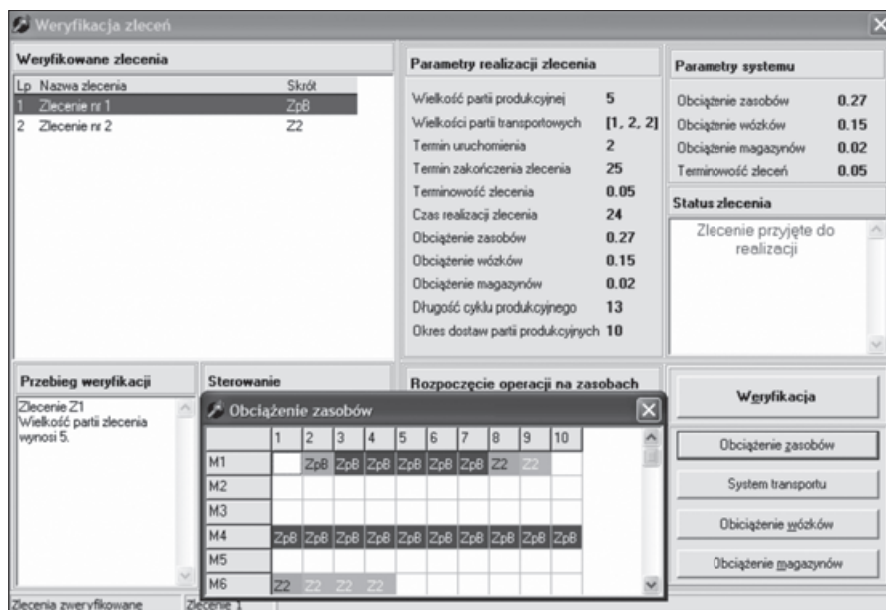 Weryfikacja zleceń
Weryfikowane zlecenia
Lp Nazwa zlecenia Skrót
1 Zlecenie nr 1 ZpB
2 Zlecenie nr 2 Z2
Parametry realizacji zlecenia
Wielkość partii produkcyjnej 5
Wielkości partii transportowych [1, 2, 2]
Termin uruchomienia 2
Termin zakończenia zlecenia 25
Terminowość zlecenia 0.05
Czas realizacji zlecenia 24
Obciążenie zasobów 0.27
Obciążenie wózków 0.15
Obciążenie magazynów 0.02
Długość cyklu produkcyjnego 13
Okres dostaw partii produkcyjnych 10
Parametry systemu
Obciążenie zasobów 0.27
Obciążenie wózków 0.15
Obciążenie magazynów 0.02
Terminowość zleceń 0.05
Status zlecenia
Zlecenie przyjęte do
realizacji
Przebieg weryfikacji
Zlecenie Z1
Wielkość partii zlecenia
wynosi 5.
Sterowanie
Rozpoczęcie operacji na zasobach
Obciążenie zasobów
1 2 3 4 5 6 7 8 9 10
M1 ZpB ZpB ZpB ZpB ZpB ZpB Z2 Z2
M2
M3
M4 ZpB ZpB ZpB ZpB ZpB ZpB ZpB ZpB ZpB ZpB
M5
M6 Z2 Z2 Z2 Z2
Weryfikacja
Obciążenie zasobów
System transportu
Obiciążenie wózków
Obciążenie magazynów
Zlecenia zweryfikowane Zlecenie 1